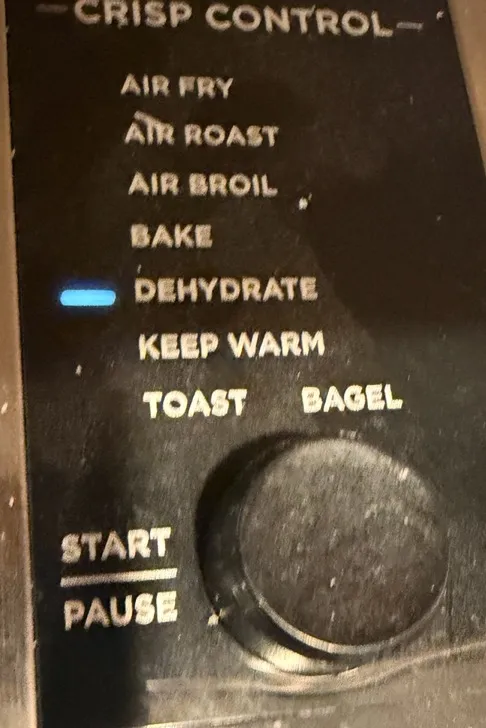 CRISP CONTROL
AIR FRY
AIR ROAST
AIR BROIL
BAKE
DEHYDRATE
KEEP WARM
TOAST BAGEL
START
PAUSE